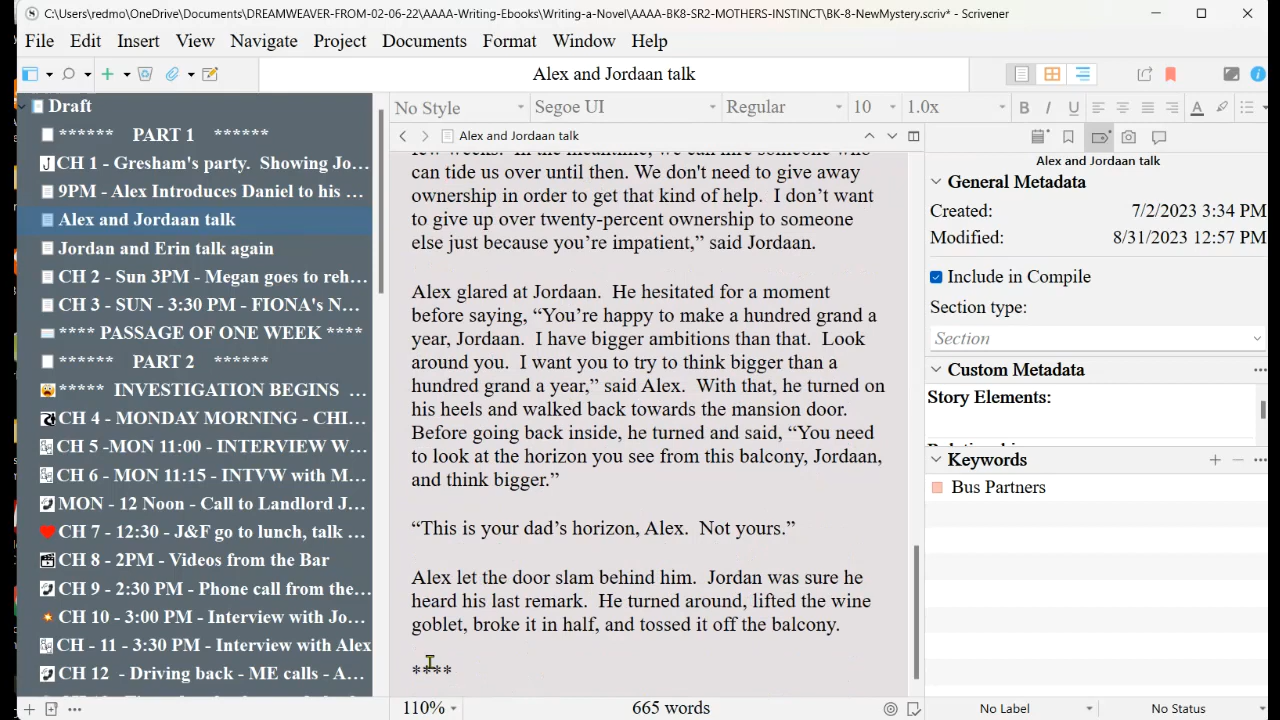 C:\Users\redmo\OneDrive\Documents\DREAMWEAVER-FROM-02-06-22\AAAA-Writing-Ebooks\Writing-a-Novel\AAAA-BK8-SR2-MOTHERS-INSTINCT\BK-8-NewMystery.scriv* - Scrivener
File Edit Insert View Navigate Project Documents Format Window Help
Alex and Jordaan talk
Draft
****** PART 1 ******
CH 1 - Gresham's party. Showing Jo...
9PM - Alex Introduces Daniel to his ...
Alex and Jordaan talk
Jordan and Erin talk again
CH 2 - Sun 3PM - Megan goes to reh...
CH 3 - SUN - 3:30 PM - FIONA's N...
**** PASSAGE OF ONE WEEK ****
****** PART 2 ******
***** INVESTIGATION BEGINS ...
CH 4 - MONDAY MORNING - CHI...
CH 5 -MON 11:00 - INTERVIEW W...
CH 6 - MON 11:15 - INTVW with M...
MON - 12 Noon - Call to Landlord J...
CH 7 - 12:30 - J&F go to lunch, talk ...
CH 8 - 2PM - Videos from the Bar
CH 9 - 2:30 PM - Phone call from the...
CH 10 - 3:00 PM - Interview with Jo...
CH - 11 - 3:30 PM - Interview with Alex
CH 12 - Driving back - ME calls - A...
No Style Segoe UI Regular 10 1.0x B I U A
Alex and Jordaan talk
few weeks. In the meantime, we can hire someone who
can tide us over until then. We don't need to give away
ownership in order to get that kind of help. I don’t want
to give up over twenty-percent ownership to someone
else just because you’re impatient,” said Jordaan.
Alex glared at Jordaan. He hesitated for a moment
before saying, “You’re happy to make a hundred grand a
year, Jordaan. I have bigger ambitions than that. Look
around you. I want you to try to think bigger than a
hundred grand a year,” said Alex. With that, he turned on
his heels and walked back towards the mansion door.
Before going back inside, he turned and said, “You need
to look at the horizon you see from this balcony, Jordaan,
and think bigger.”
“This is your dad’s horizon, Alex. Not yours.”
Alex let the door slam behind him. Jordan was sure he
heard his last remark. He turned around, lifted the wine
goblet, broke it in half, and tossed it off the balcony.
****
110% 665 words
Alex and Jordaan talk
General Metadata
Created: 7/2/2023 3:34 PM
Modified: 8/31/2023 12:57 PM
Include in Compile
Section type:
Section
Custom Metadata
Story Elements:
Keywords
Bus Partners
No Label No Status